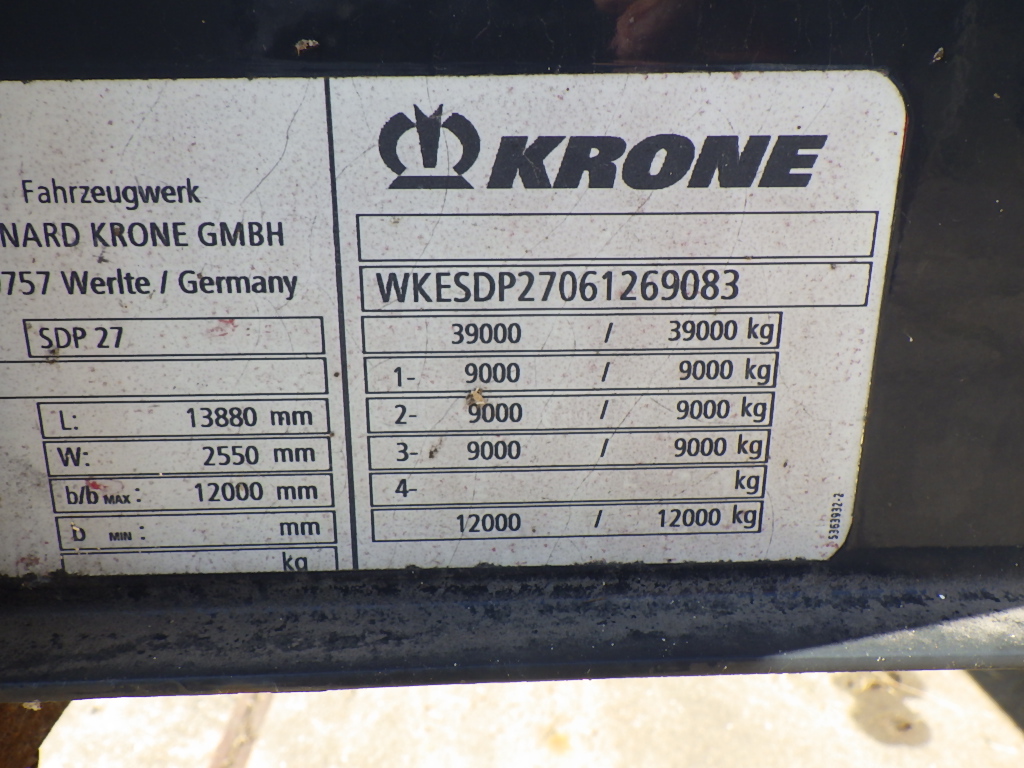 Fahrzeugwerk
NARD KRONE GMBH
757 Werlte / Germany
SDP 27
L: 13880 mm
W: 2550 mm
b/b MAX : 12000 mm
b MIN : mm
kg
KRONE
WKESDP27061269083
39000 / 39000 kg
1- 9000 / 9000 kg
2- 9000 / 9000 kg
3- 9000 / 9000 kg
4- kg
12000 / 12000 kg
5363932-2